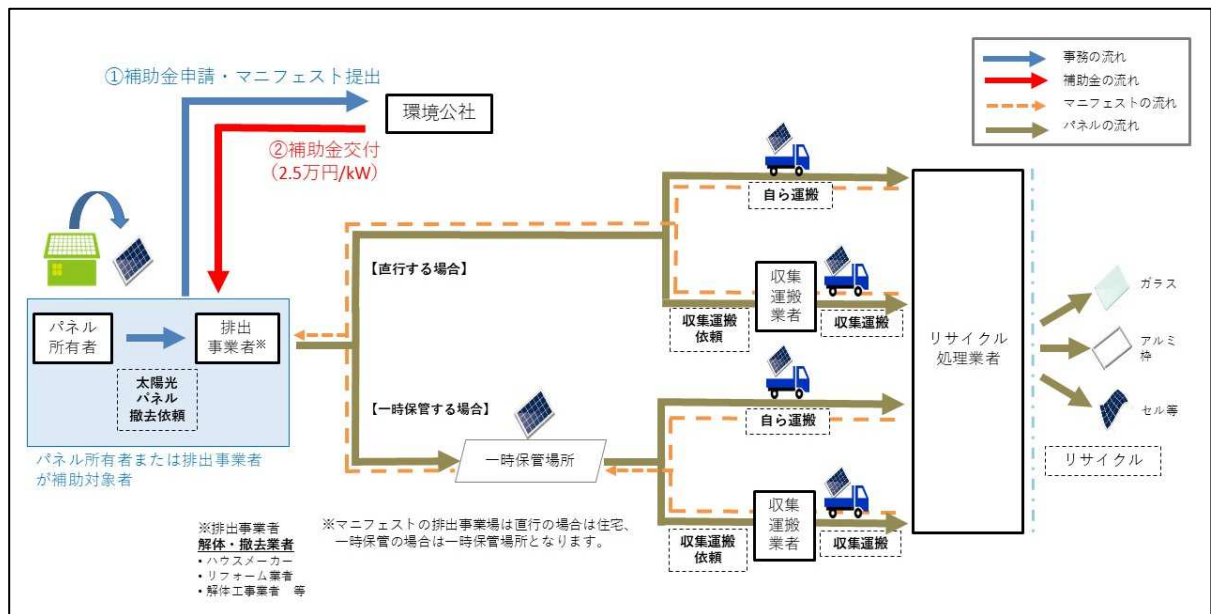 ①補助金申請・マニフェスト提出
環境公社
②補助金交付
（2.5万円/kW）
事務の流れ
補助金の流れ
マニフェストの流れ
パネルの流れ
パネル
所有者
排出
事業者※
太陽光
パネル
撤去依頼
パネル所有者または排出事業者
が補助対象者
【直行する場合】
自ら運搬
収集運搬
依頼
収集
運搬
業者
収集運搬
【一時保管する場合】
一時保管場所
自ら運搬
収集運搬
依頼
収集
運搬
業者
収集運搬
リサイクル
処理業者
ガラス
アルミ
枠
セル等
リサイクル
※排出事業者
解体・撤去業者
・ハウスメーカー
・リフォーム業者
・解体工事業者　等
※マニフェストの排出事業場は直行の場合は住宅、
一時保管の場合は一時保管場所となります。